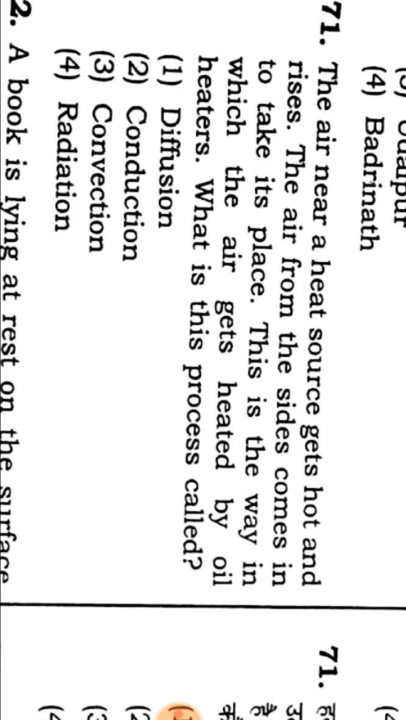 (4) Badrinath
71. The air near a heat source gets hot and
rises. The air from the sides comes in
to take its place. This is the way in
which the air gets heated by oil
heaters. What is this process called?
(1) Diffusion
(2) Conduction
(3) Convection
(4) Radiation
2. A book is lying at rest on the surface
71.